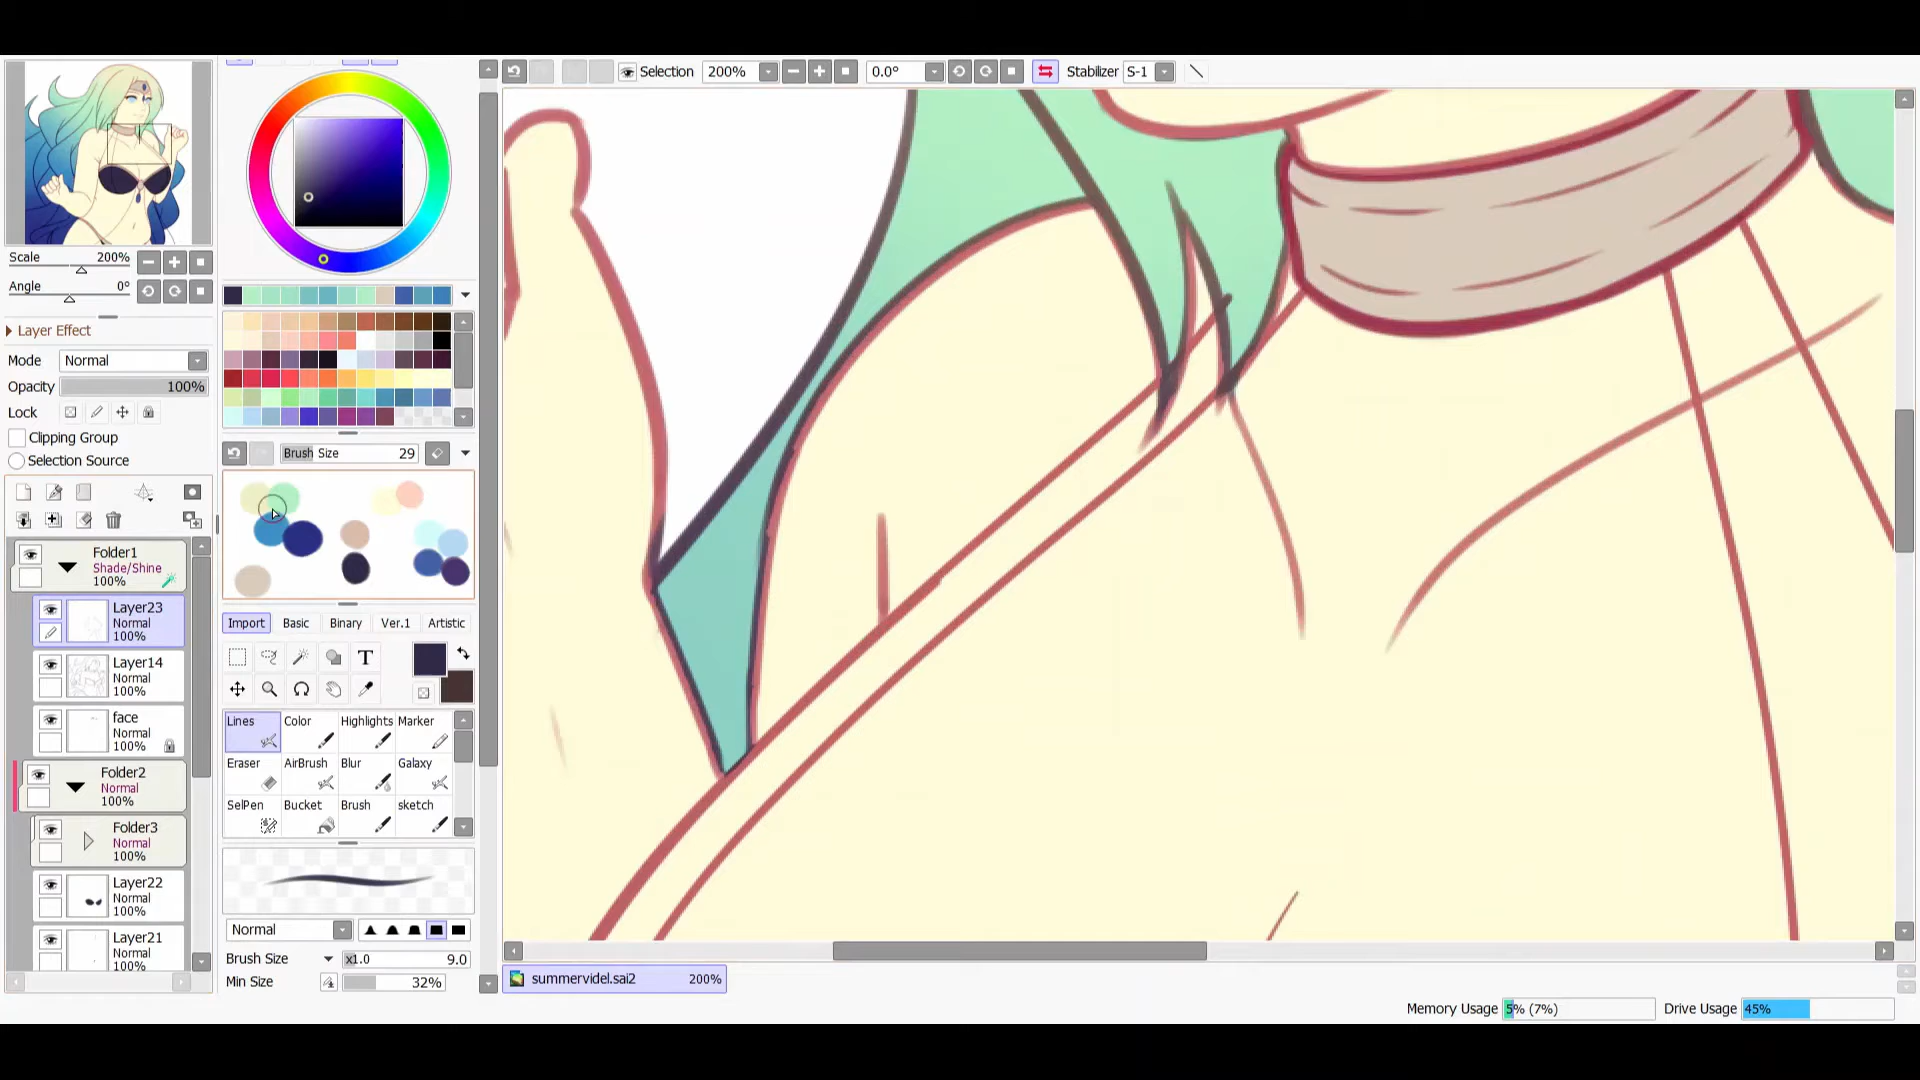 Selection 200% 0.0° Stabilizer S-1
Scale 200%
Angle 0°
Layer Effect
Mode Normal
Opacity 100%
Lock
Clipping Group
Selection Source
Folder1
Shade/Shine
100%
Layer23
Normal
100%
Layer14
Normal
100%
face
Normal
100%
Folder2
Normal
100%
Folder3
Normal
100%
Layer22
Normal
100%
Layer21
Normal
100%
Brush Size 29
Import Basic Binary Ver.1 Artistic
T
Lines Color Highlights Marker
Eraser AirBrush Blur Galaxy
SelPen Bucket Brush sketch
Normal
Brush Size x1.0 9.0
Min Size 32%
summervidel.sai2 200%
Memory Usage 5% (7%) Drive Usage 45%